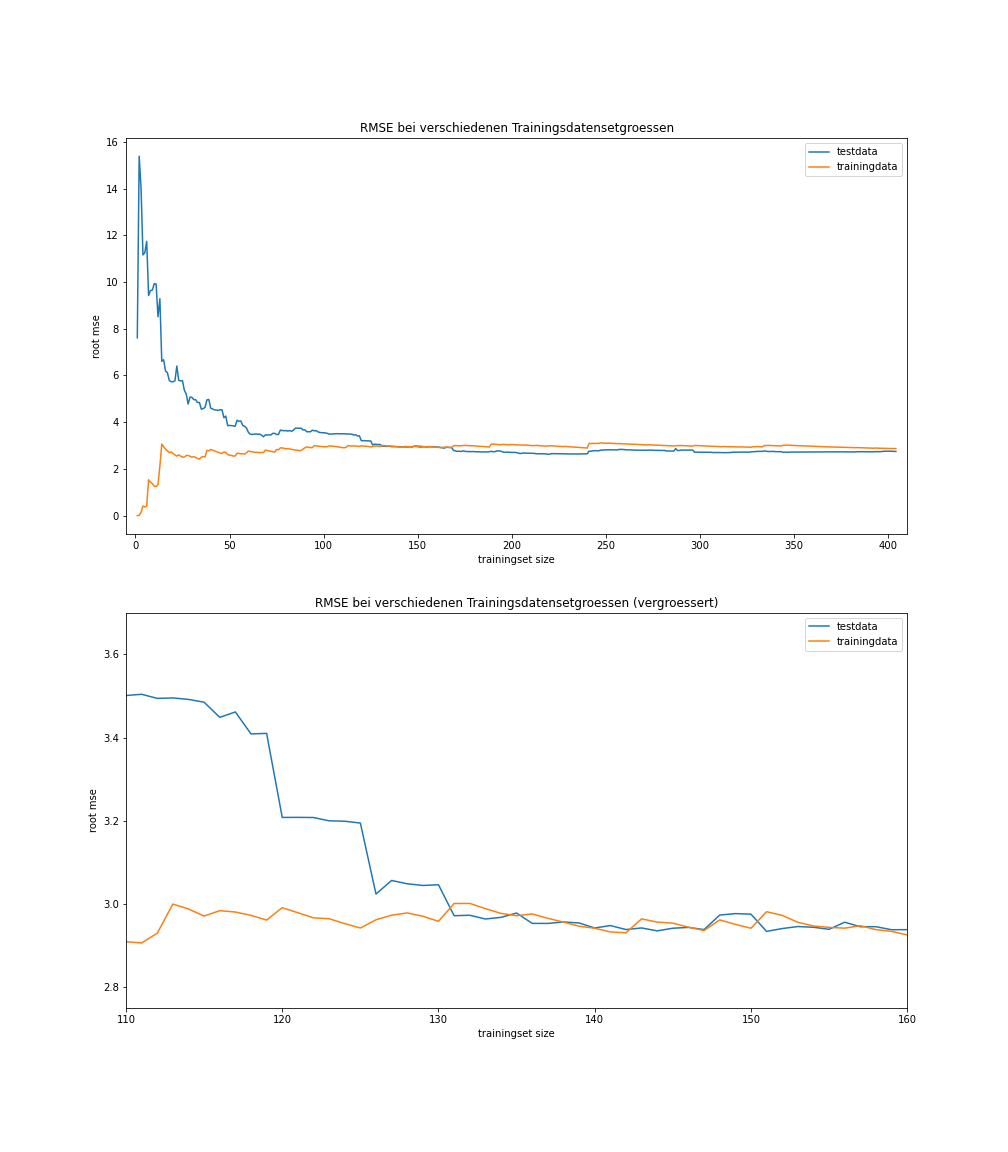 RMSE bei verschiedenen Trainingsdatensetgroessen
16
14
12
10
8
6
4
2
0
root mse
testdata
trainingdata
0 50 100 150 200 250 300 350 400
trainingset size
RMSE bei verschiedenen Trainingsdatensetgroessen (vergroessert)
3.6
3.4
3.2
3.0
2.8
root mse
testdata
trainingdata
110 120 130 140 150 160
trainingset size